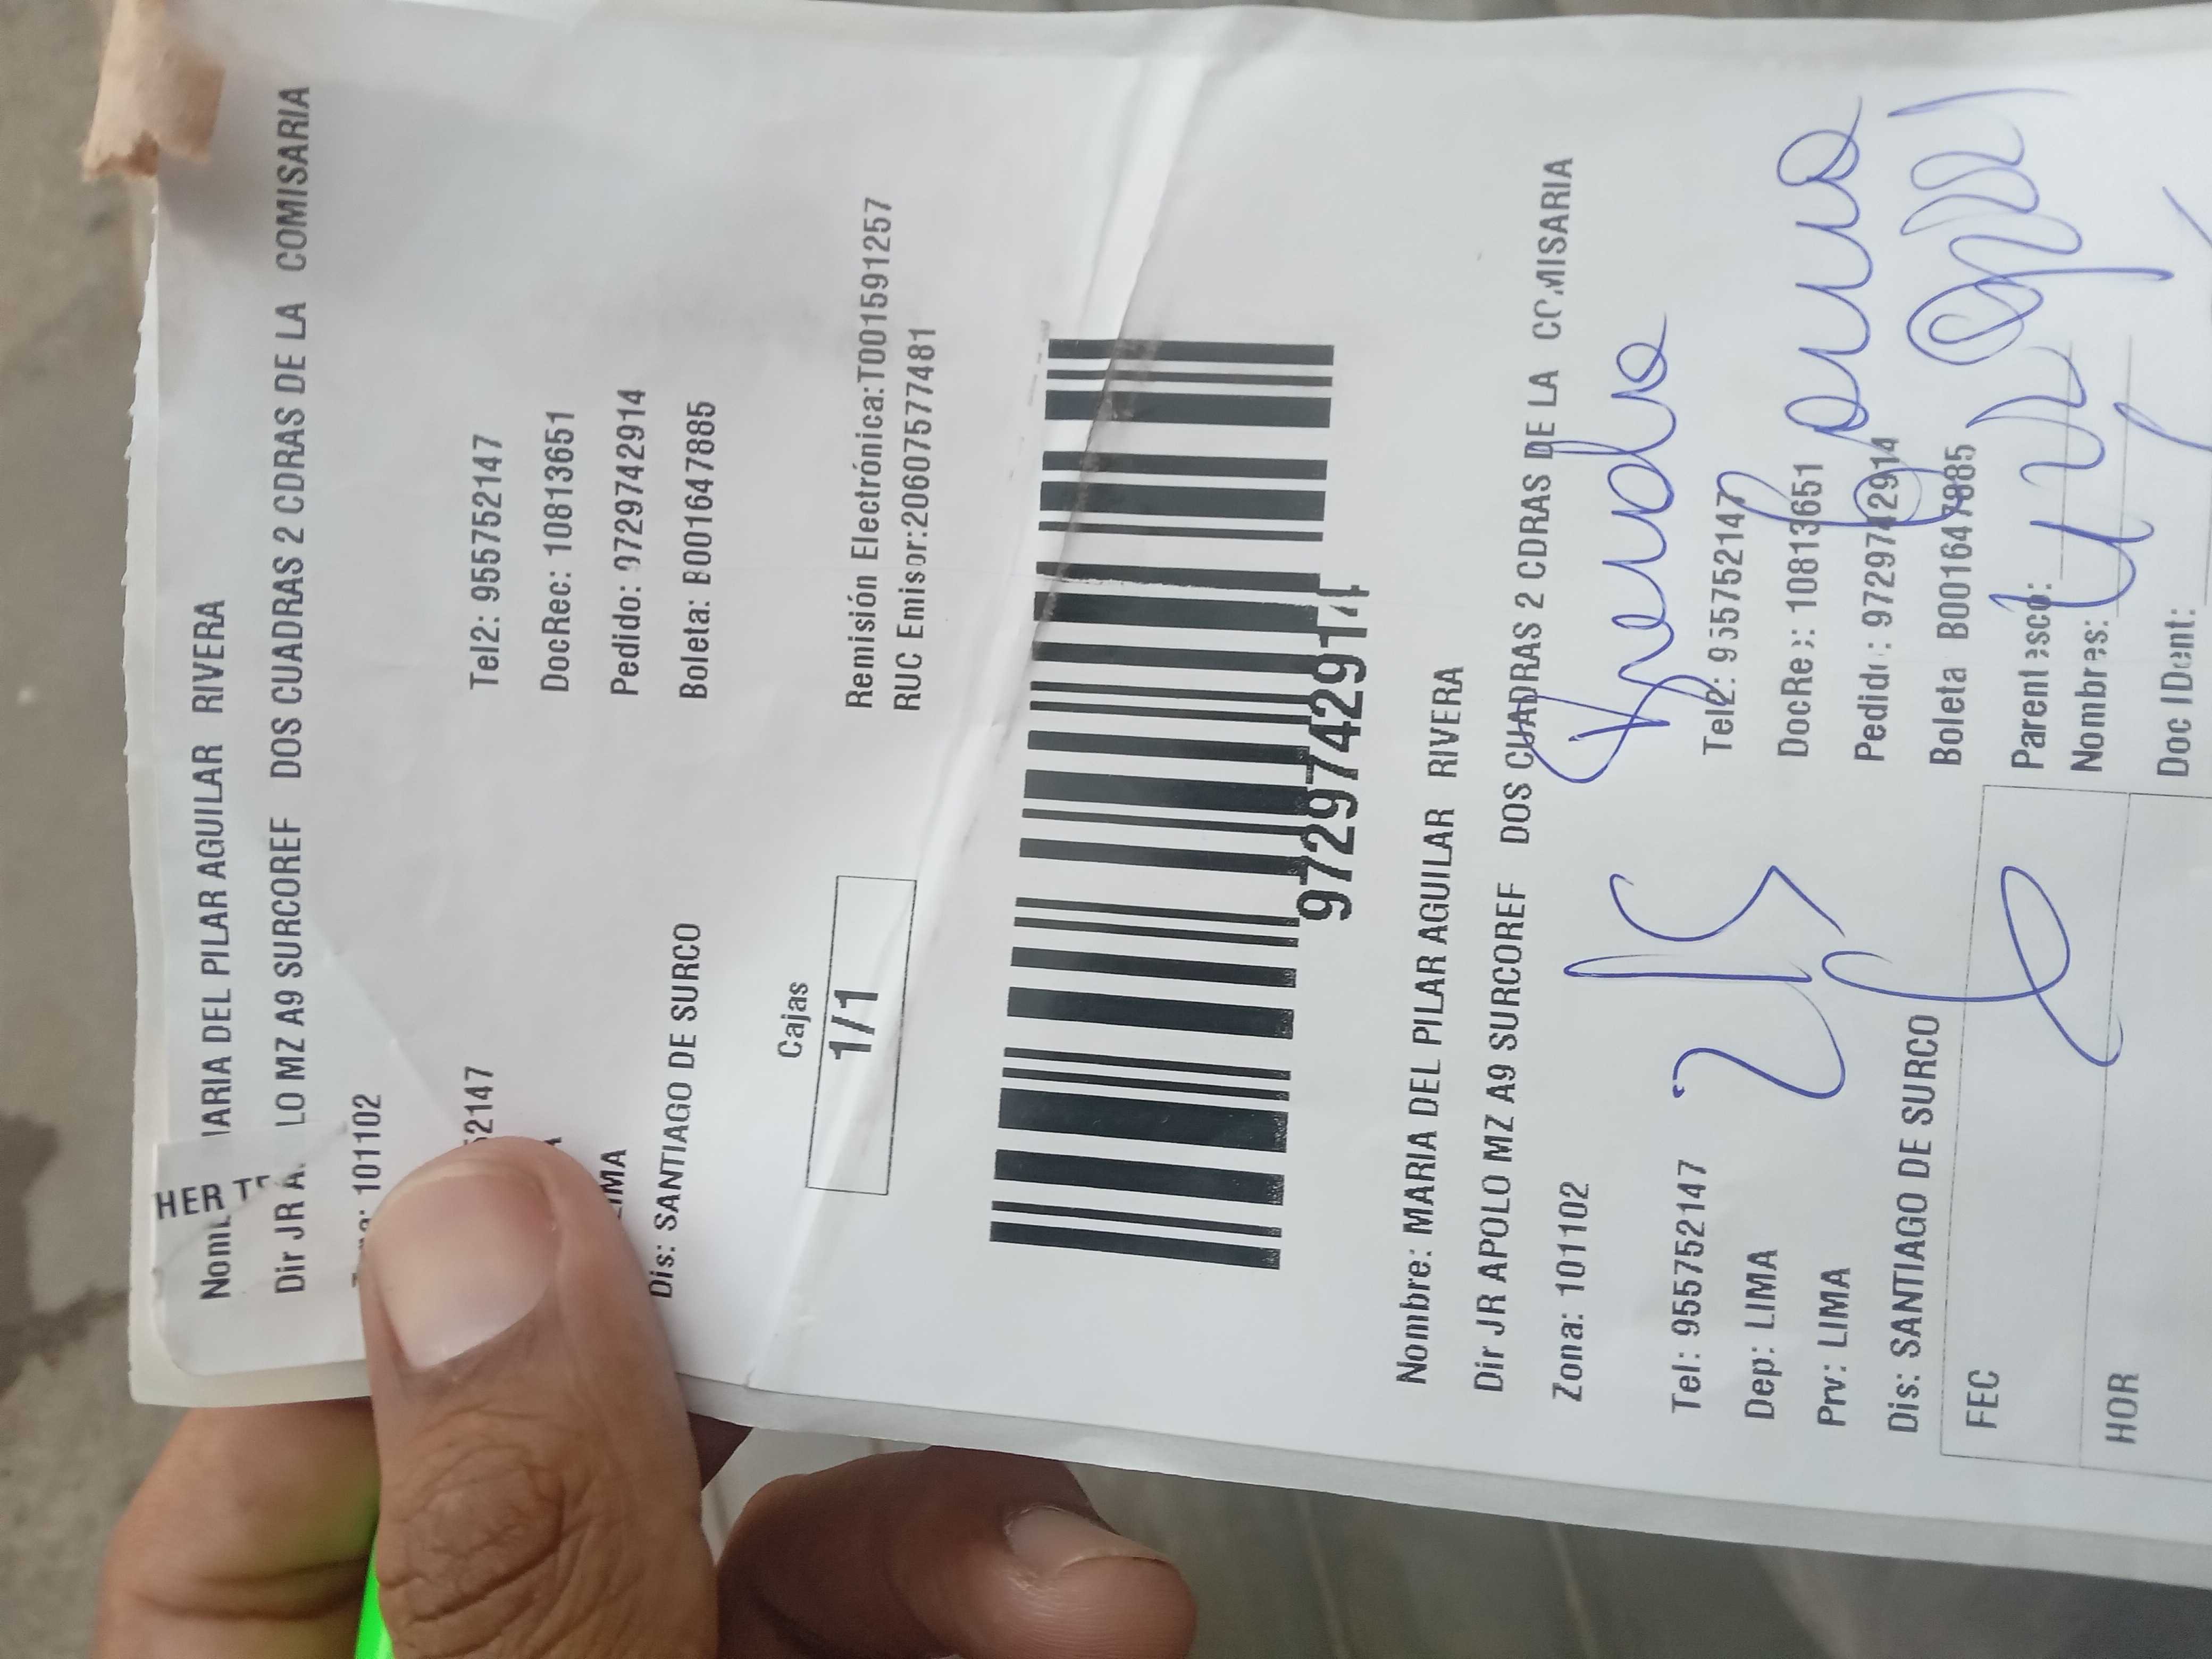 HER
Nom ARIA DEL PILAR AGUILAR RIVERA
Dir JR A LO MZ A9 SURCOREF DOS CUADRAS 2 CDRAS DE LA COMISARIA
: 101102
52147 Tel2: 955752147
DocRec: 10813651
IMA Pedido: 9729742914
Dis: SANTIAGO DE SURCO Boleta: B001647885
Cajas
1/1
Remisión Electrónica:T001591257
RUC Emisor:20607577481
9729742914
Nombre: MARIA DEL PILAR AGUILAR RIVERA
Dir JR APOLO MZ A9 SURCOREF DOS CUADRAS 2 CDRAS DE LA COMISARIA
Zona: 101102
Tel: 955752147 Tel2: 955752147
Dep: LIMA DocRec: 10813651
Prv: LIMA Pedido: 9729742914
Dis: SANTIAGO DE SURCO Boleta B001647885
FEC Parentesco:
Nombres:
HOR Doc IDent: